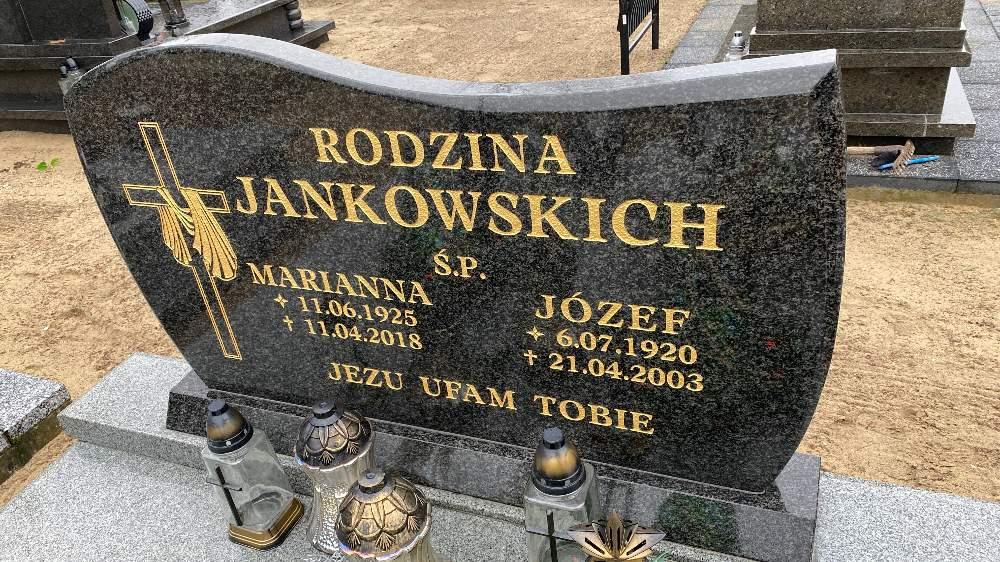 RODZINA
JANKOWSKICH
Ś.P.
MARIANNA
✧ 11.06.1925
† 11.04.2018
JÓZEF
✧ 6.07.1920
† 21.04.2003
JEZU UFAM TOBIE